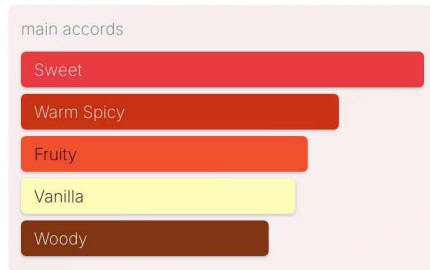 main accords
Sweet
Warm Spicy
Fruity
Vanilla
Woody